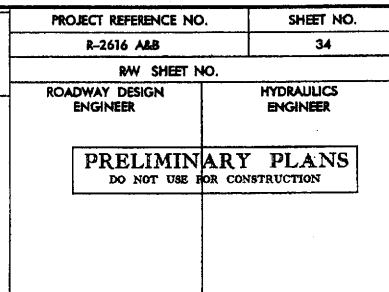 PROJECT REFERENCE NO. SHEET NO.
R-2616 A&B 34
R/W SHEET NO.
ROADWAY DESIGN HYDRAULICS
ENGINEER ENGINEER
PRELIMINARY PLANS
DO NOT USE FOR CONSTRUCTION